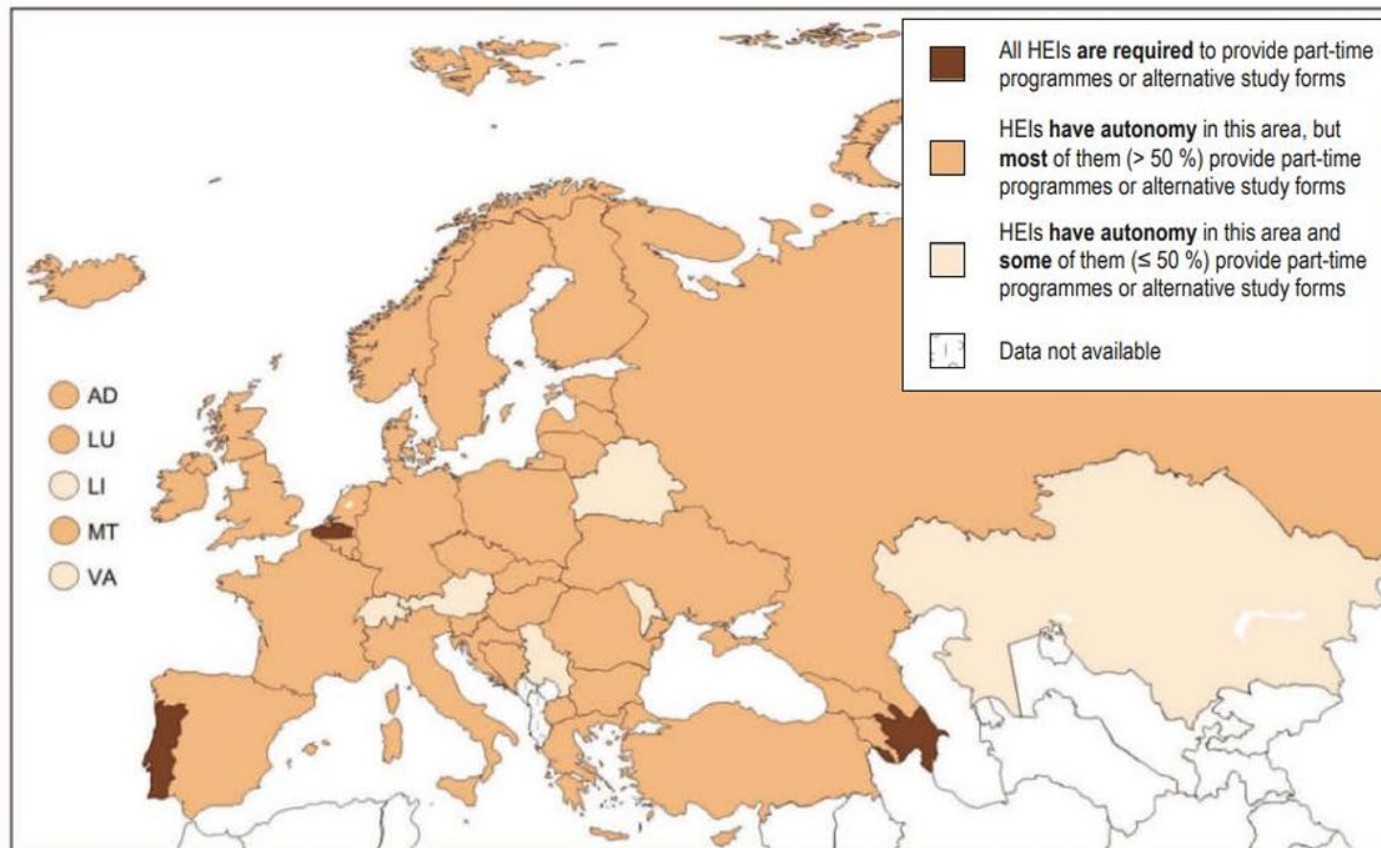 All HEIs are required to provide part-time
programmes or alternative study forms
HEIs have autonomy in this area, but
most of them (> 50 %) provide part-time
programmes or alternative study forms
HEIs have autonomy in this area and
some of them (≤ 50 %) provide part-time
programmes or alternative study forms
Data not available
AD
LU
LI
MT
VA